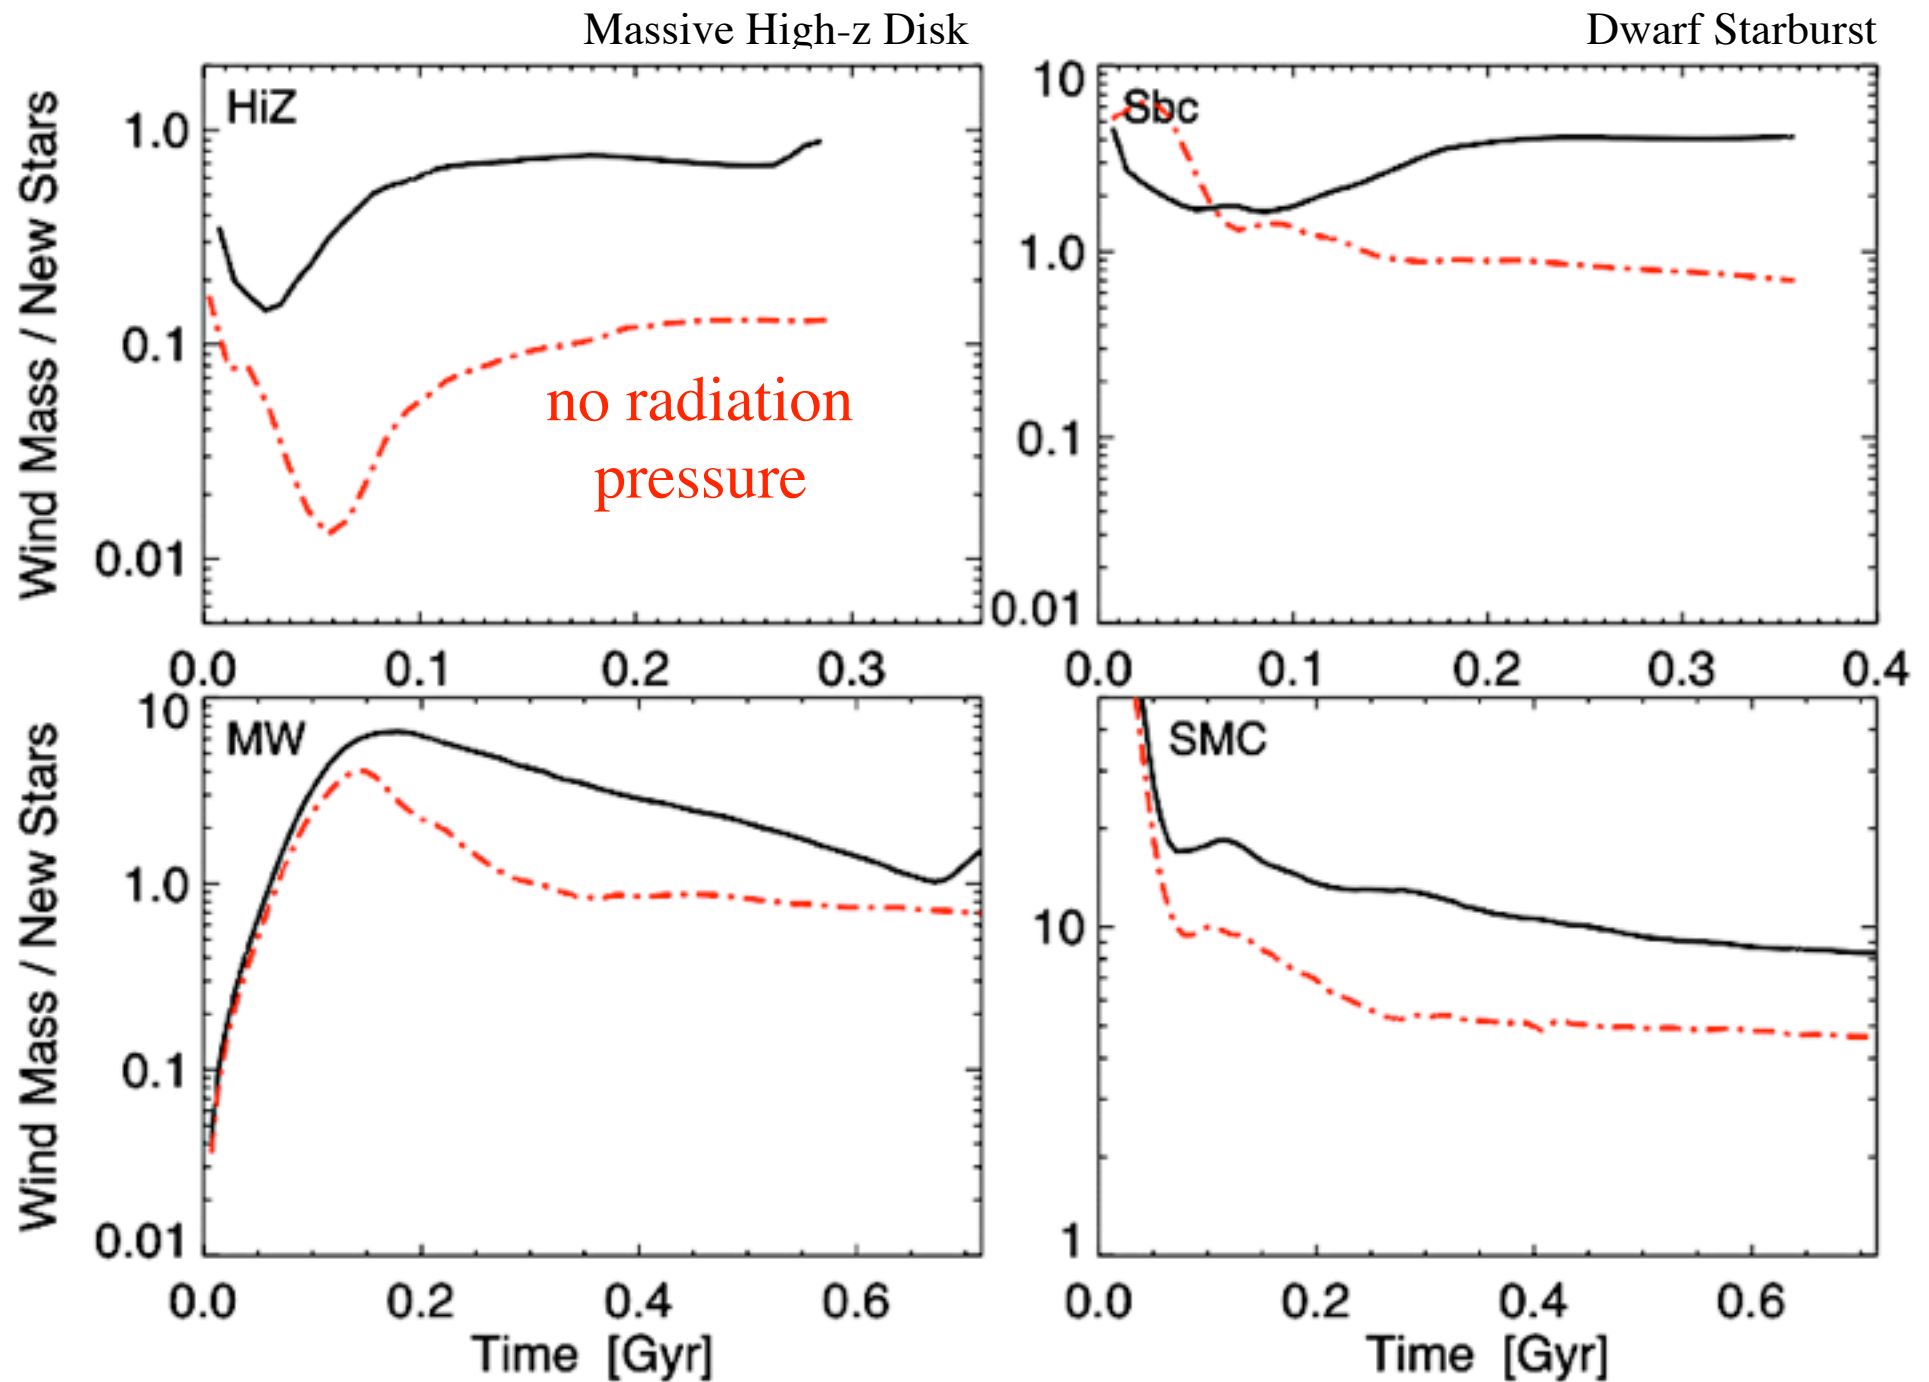 Massive High-z Disk
Dwarf Starburst
Wind Mass / New Stars
HiZ
1.0
0.1
0.01
no radiation
pressure
0.0 0.1 0.2 0.3
Sbc
10
1.0
0.1
0.01
0.0 0.1 0.2 0.3 0.4
Wind Mass / New Stars
MW
10
1.0
0.1
0.01
0.0 0.2 0.4 0.6
Time [Gyr]
SMC
10
1
0.0 0.2 0.4 0.6
Time [Gyr]